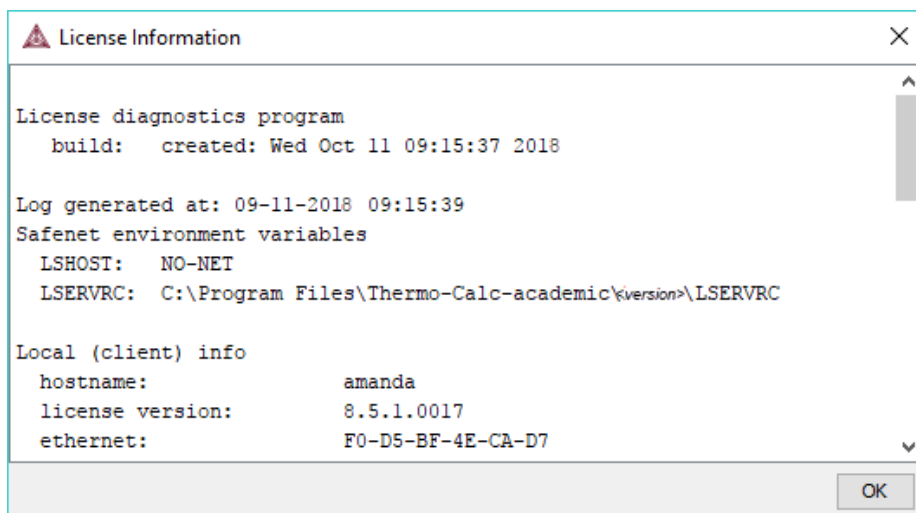 License Information
License diagnostics program
build: created: Wed Oct 11 09:15:37 2018
Log generated at: 09-11-2018 09:15:39
Safenet environment variables
LSHOST: NO-NET
LSERVRC: C:\Program Files\Thermo-Calc-academic\<version>\LSERVRC
Local (client) info
hostname: amanda
license version: 8.5.1.0017
ethernet: F0-D5-BF-4E-CA-D7
OK